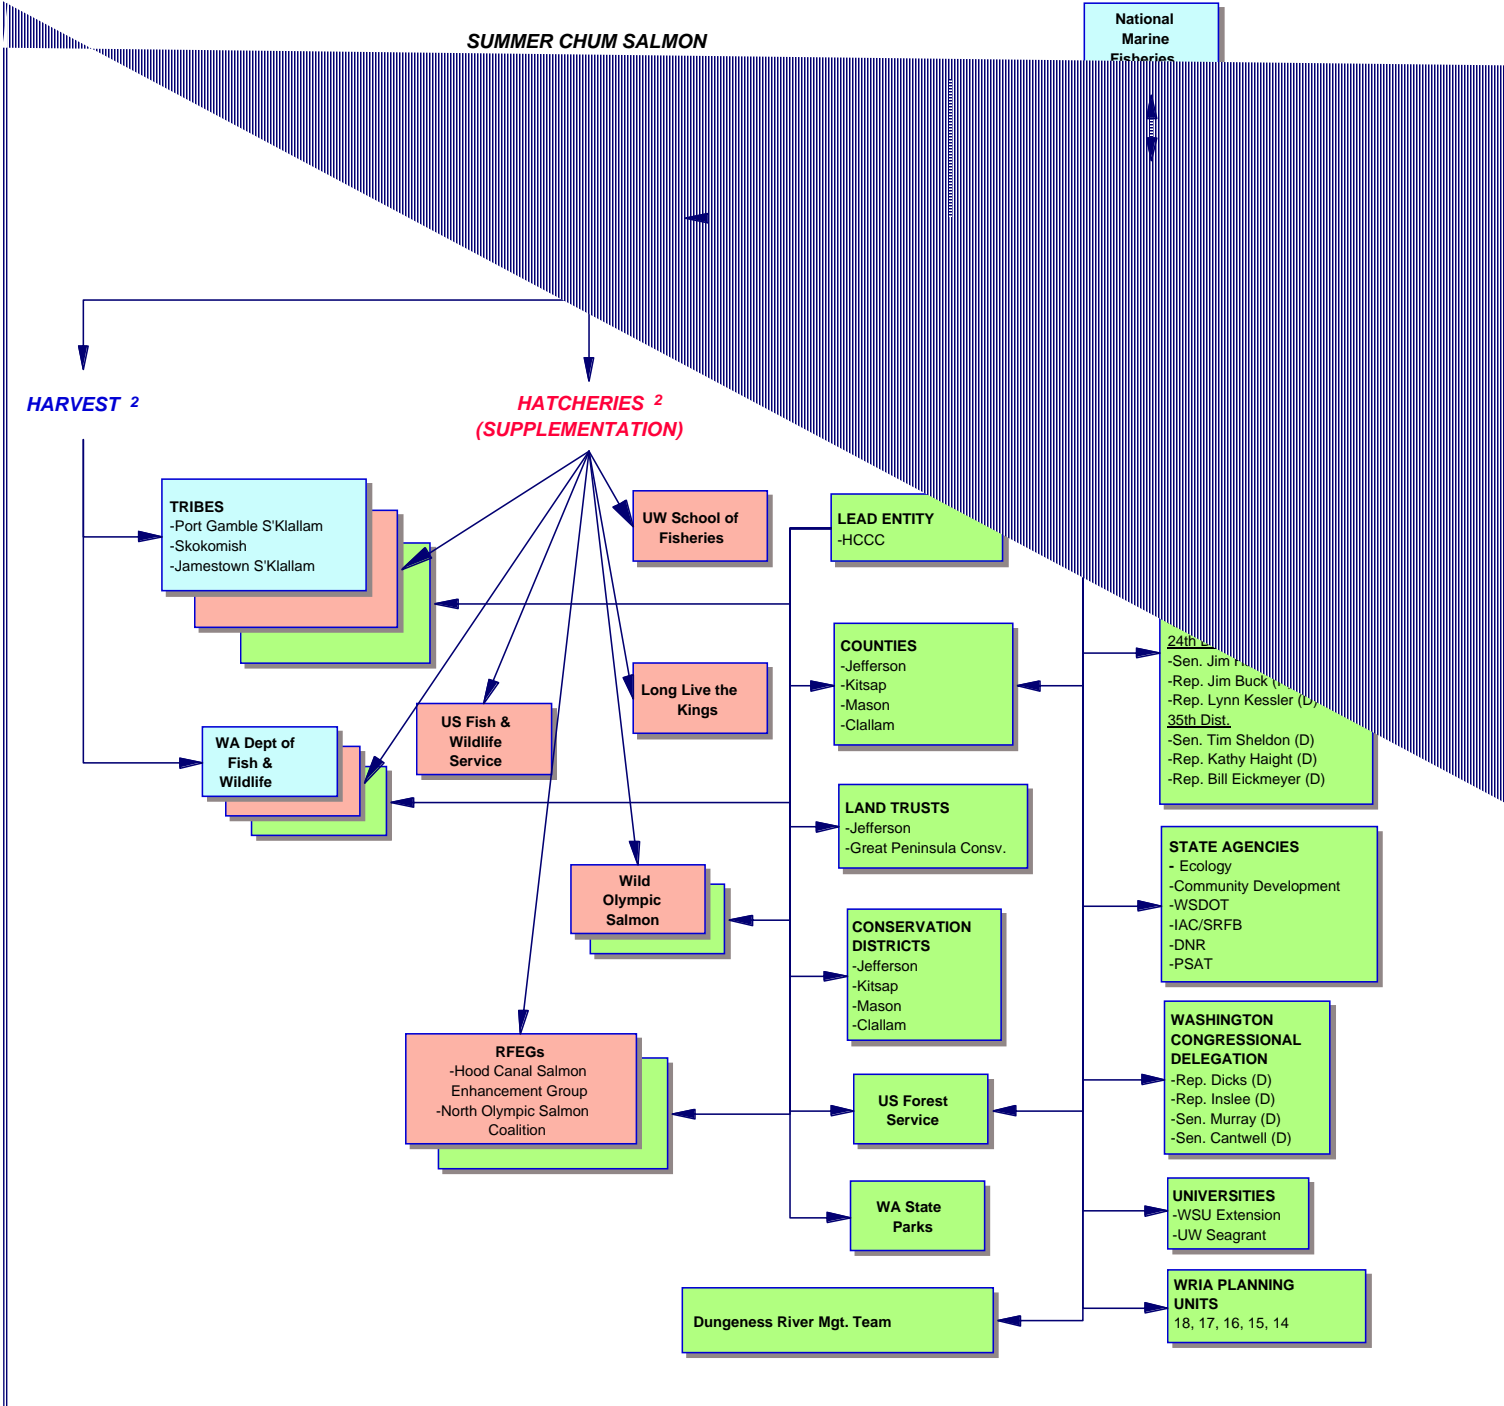 SUMMER CHUM SALMON
National
Marine
Fisheries
HARVEST 2
HATCHERIES 2
(SUPPLEMENTATION)
TRIBES
-Port Gamble S'Klallam
-Skokomish
-Jamestown S'Klallam
UW School of
Fisheries
LEAD ENTITY
-HCCC
COUNTIES
-Jefferson
-Kitsap
-Mason
-Clallam
24th
-Sen. Jim
-Rep. Jim Buck
-Rep. Lynn Kessler (D)
35th Dist.
-Sen. Tim Sheldon (D)
-Rep. Kathy Haight (D)
-Rep. Bill Eickmeyer (D)
Long Live the
Kings
US Fish &
Wildlife
Service
WA Dept of
Fish &
Wildlife
LAND TRUSTS
-Jefferson
-Great Peninsula Consv.
STATE AGENCIES
- Ecology
-Community Development
-WSDOT
-IAC/SRFB
-DNR
-PSAT
Wild
Olympic
Salmon
CONSERVATION
DISTRICTS
-Jefferson
-Kitsap
-Mason
-Clallam
WASHINGTON
CONGRESSIONAL
DELEGATION
-Rep. Dicks (D)
-Rep. Inslee (D)
-Sen. Murray (D)
-Sen. Cantwell (D)
RFEGs
-Hood Canal Salmon
Enhancement Group
-North Olympic Salmon
Coalition
US Forest
Service
WA State
Parks
UNIVERSITIES
-WSU Extension
-UW Seagrant
Dungeness River Mgt. Team
WRIA PLANNING
UNITS
18, 17, 16, 15, 14